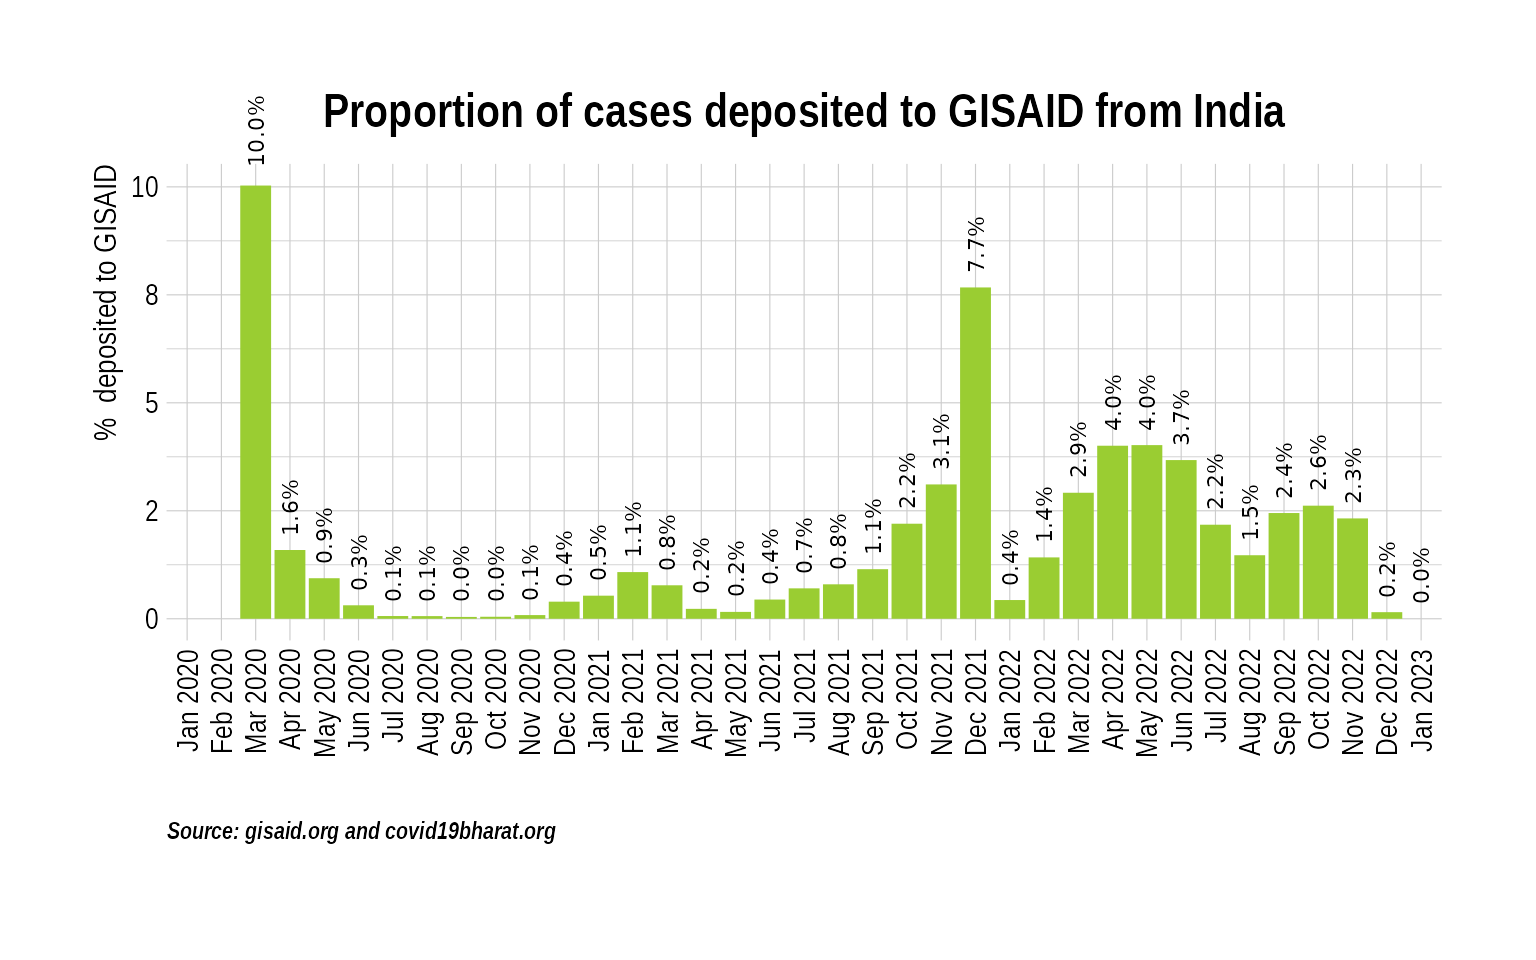 Proportion of cases deposited to GISAID from India
% deposited to GISAID
10
8
5
2
0
10.0%
1.6%
0.9%
0.3%
0.1%
0.1%
0.0%
0.0%
0.1%
0.4%
0.5%
1.1%
0.8%
0.2%
0.2%
0.4%
0.7%
0.8%
1.1%
2.2%
3.1%
7.7%
0.4%
1.4%
2.9%
4.0%
4.0%
3.7%
2.2%
1.5%
2.4%
2.6%
2.3%
0.2%
0.0%
Jan 2020
Feb 2020
Mar 2020
Apr 2020
May 2020
Jun 2020
Jul 2020
Aug 2020
Sep 2020
Oct 2020
Nov 2020
Dec 2020
Jan 2021
Feb 2021
Mar 2021
Apr 2021
May 2021
Jun 2021
Jul 2021
Aug 2021
Sep 2021
Oct 2021
Nov 2021
Dec 2021
Jan 2022
Feb 2022
Mar 2022
Apr 2022
May 2022
Jun 2022
Jul 2022
Aug 2022
Sep 2022
Oct 2022
Nov 2022
Dec 2022
Jan 2023
Source: gisaid.org and covid19bharat.org